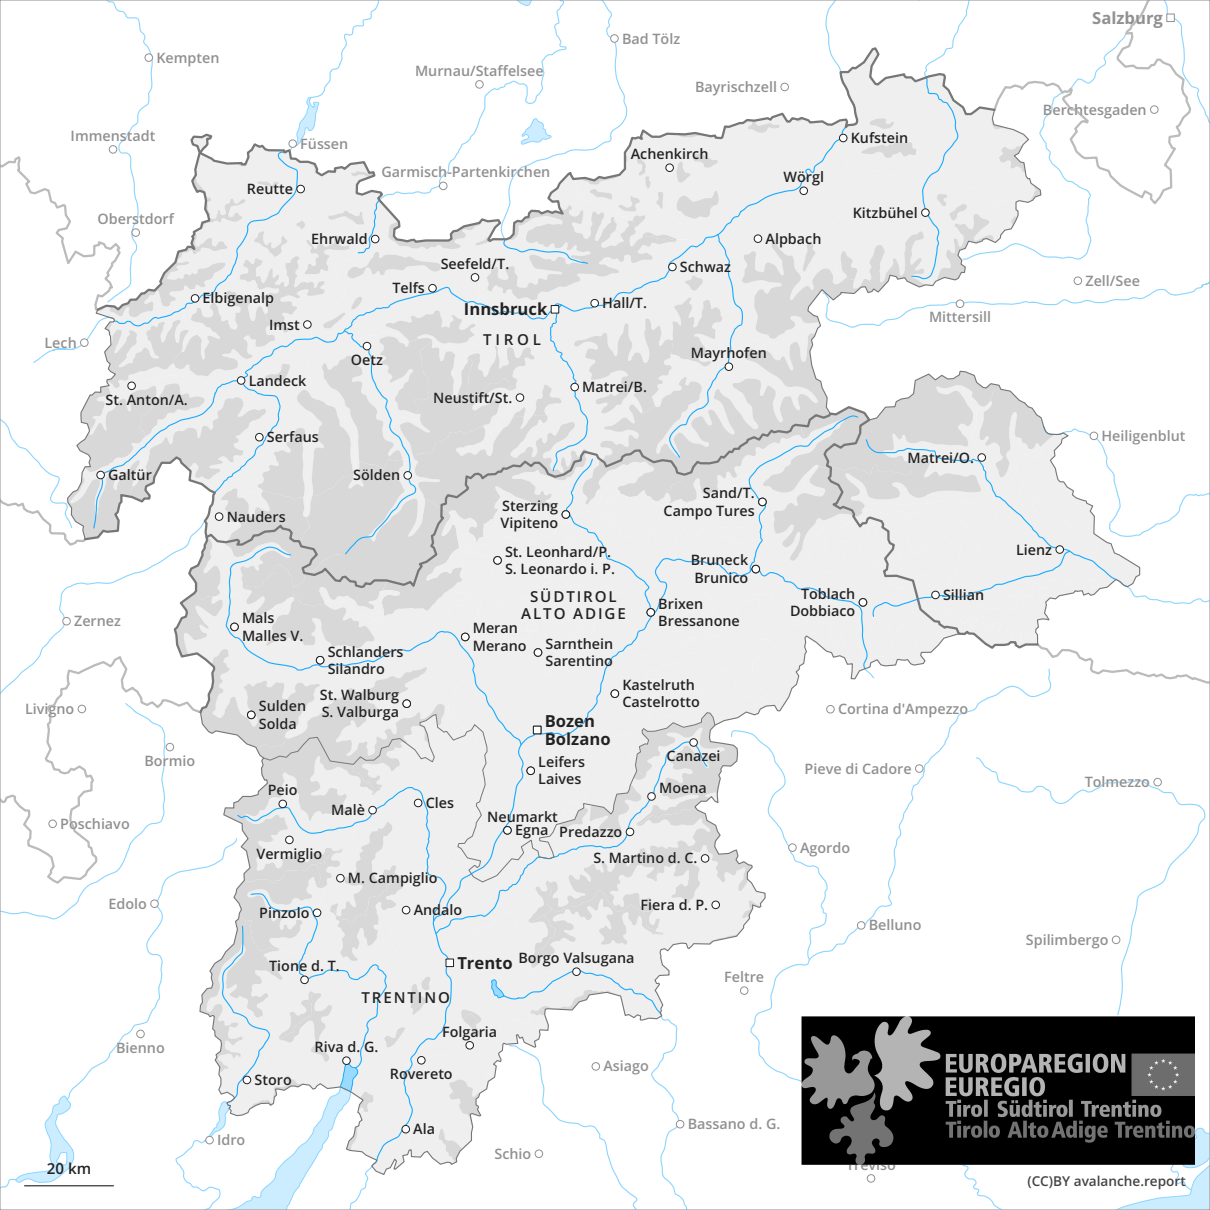 Salzburg
Bad Tölz
Kempten
Murnau/Staffelsee
Bayrischzell
Berchtesgaden
Immenstadt
Füssen
Kufstein
Achenkirch
Garmisch-Partenkirchen
Wörgl
Reutte
Oberstdorf
Kitzbühel
Ehrwald
Alpbach
Seefeld/T.
Schwaz
Zell/See
Telfs
Elbigenalp
Hall/T.
Innsbruck
Mittersill
Imst
TIROL
Lech
Oetz
Mayrhofen
Landeck
Matrei/B.
St. Anton/A.
Neustift/St.
Serfaus
Heiligenblut
Matrei/O.
Galtür
Sölden
Sand/T.
Campo Tures
Sterzing
Vipiteno
Nauders
St. Leonhard/P.
S. Leonardo i. P.
Lienz
Bruneck
Brunico
SÜDTIROL
ALTO ADIGE
Toblach
Dobbiaco
Sillian
Brixen
Bressanone
Zernez
Mals
Malles V.
Meran
Merano
Sarnthein
Sarentino
Schlanders
Silandro
Kastelruth
Castelrotto
St. Walburg
S. Valburga
Sulden
Solda
Livigno
Cortina d'Ampezzo
Bozen
Bolzano
Bormio
Canazei
Leifers
Laives
Pieve di Cadore
Tolmezzo
Peio
Moena
Malè
Cles
Neumarkt
Egna
Predazzo
Poschiavo
Vermiglio
Agordo
S. Martino d. C.
M. Campiglio
Edolo
Pinzolo
Andalo
Fiera d. P.
Belluno
Spilimbergo
Tione d. T.
Trento
Borgo Valsugana
Feltre
TRENTINO
Folgaria
Bienno
Riva d. G.
Rovereto
Asiago
Storo
EUROPAREGION
EUREGIO
Tirol Südtirol Trentino
Tirolo Alto Adige Trentino
Ala
Bassano d. G.
Idro
Schio
Treviso
20 km
(CC)BY avalanche.report